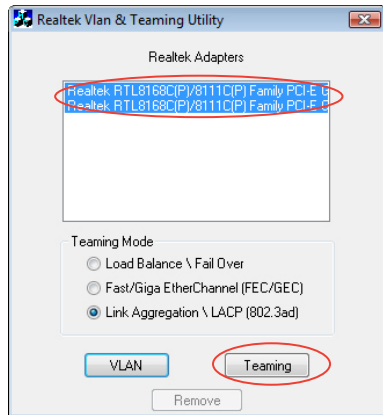 Realtek Vlan & Teaming Utility
Realtek Adapters
Realtek RTL8168C(P)/8111C(P) Family PCI-E G
Realtek RTL8168C(P)/8111C(P) Family PCI-E G
Teaming Mode
Load Balance \ Fail Over
Fast/Giga EtherChannel (FEC/GEC)
Link Aggregation \ LACP (802.3ad)
VLAN
Teaming
Remove